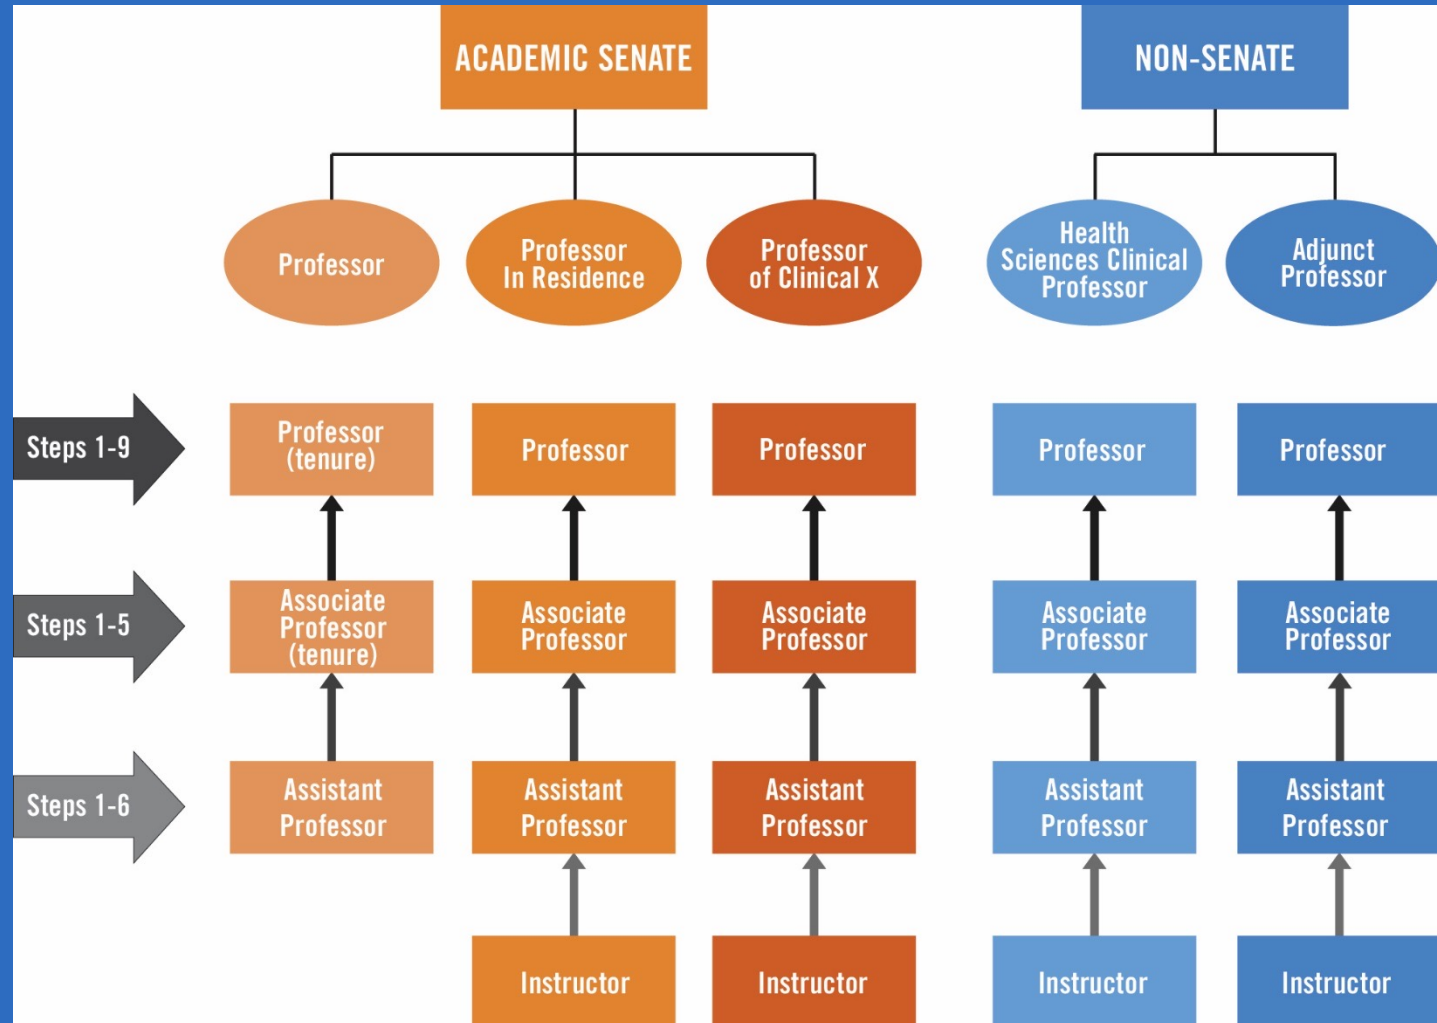 ACADEMIC SENATE
NON-SENATE
Professor
Professor
In Residence
Professor
of Clinical X
Health
Sciences Clinical
Professor
Adjunct
Professor
Steps 1-9
Professor
(tenure)
Professor
Professor
Professor
Professor
Steps 1-5
Associate
Professor
(tenure)
Associate
Professor
Associate
Professor
Associate
Professor
Associate
Professor
Steps 1-6
Assistant
Professor
Assistant
Professor
Assistant
Professor
Assistant
Professor
Assistant
Professor
Instructor
Instructor
Instructor
Instructor